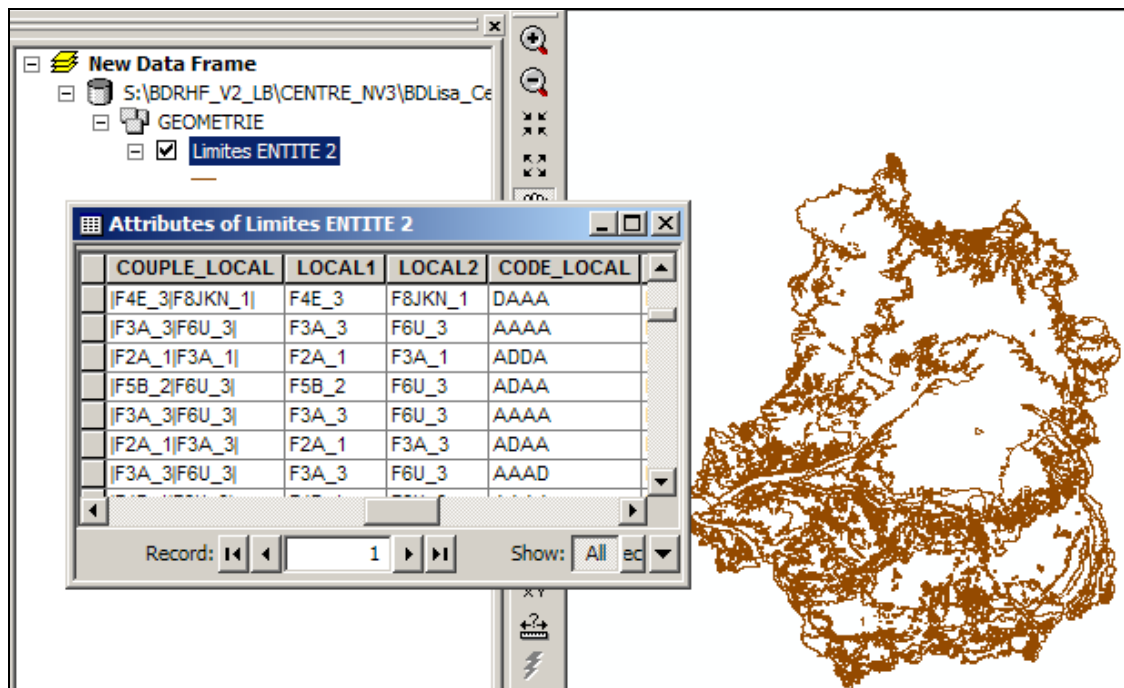 New Data Frame
S:\BDRHF_V2_LB\CENTRE_NV3\BDLisa_Ce
GEOMETRIE
Limites ENTITE 2
Attributes of Limites ENTITE 2
COUPLE_LOCAL LOCAL1 LOCAL2 CODE_LOCAL
|F4E_3|F8JKN_1| F4E_3 F8JKN_1 DAAA
|F3A_3|F6U_3| F3A_3 F6U_3 AAAA
|F2A_1|F3A_1| F2A_1 F3A_1 ADDA
|F5B_2|F6U_3| F5B_2 F6U_3 ADAA
|F3A_3|F6U_3| F3A_3 F6U_3 AAAA
|F2A_1|F3A_3| F2A_1 F3A_3 ADAA
|F3A_3|F6U_3| F3A_3 F6U_3 AAAD
Record: 1 Show: All ec
XY